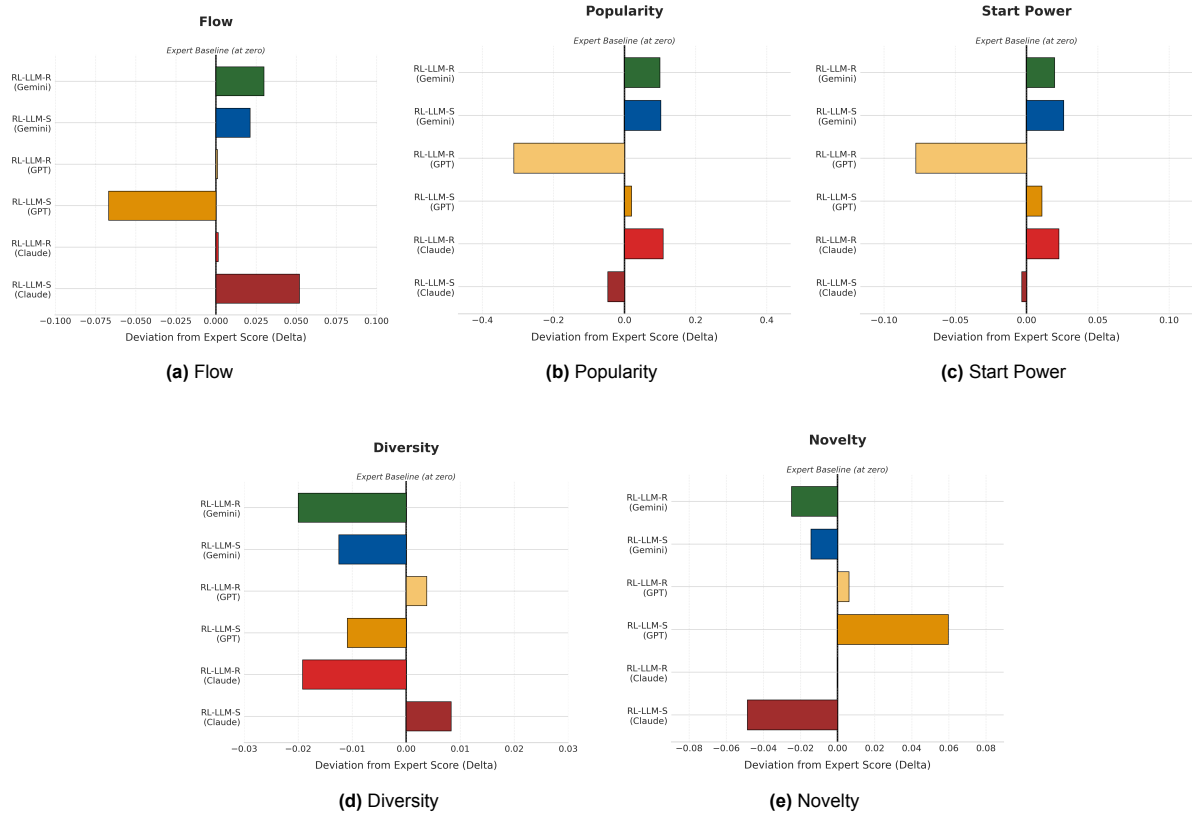 Flow
Expert Baseline (at zero)
RL-LLM-R
(Gemini)
RL-LLM-S
(Gemini)
RL-LLM-R
(GPT)
RL-LLM-S
(GPT)
RL-LLM-R
(Claude)
RL-LLM-S
(Claude)
−0.100 −0.075 −0.050 −0.025 0.000 0.025 0.050 0.075 0.100
Deviation from Expert Score (Delta)
(a) Flow
Popularity
Expert Baseline (at zero)
RL-LLM-R
(Gemini)
RL-LLM-S
(Gemini)
RL-LLM-R
(GPT)
RL-LLM-S
(GPT)
RL-LLM-R
(Claude)
RL-LLM-S
(Claude)
−0.4 −0.2 0.0 0.2 0.4
Deviation from Expert Score (Delta)
(b) Popularity
Start Power
Expert Baseline (at zero)
RL-LLM-R
(Gemini)
RL-LLM-S
(Gemini)
RL-LLM-R
(GPT)
RL-LLM-S
(GPT)
RL-LLM-R
(Claude)
RL-LLM-S
(Claude)
−0.10 −0.05 0.00 0.05 0.10
Deviation from Expert Score (Delta)
(c) Start Power
Diversity
Expert Baseline (at zero)
RL-LLM-R
(Gemini)
RL-LLM-S
(Gemini)
RL-LLM-R
(GPT)
RL-LLM-S
(GPT)
RL-LLM-R
(Claude)
RL-LLM-S
(Claude)
−0.03 −0.02 −0.01 0.00 0.01 0.02 0.03
Deviation from Expert Score (Delta)
(d) Diversity
Novelty
Expert Baseline (at zero)
RL-LLM-R
(Gemini)
RL-LLM-S
(Gemini)
RL-LLM-R
(GPT)
RL-LLM-S
(GPT)
RL-LLM-R
(Claude)
RL-LLM-S
(Claude)
−0.08 −0.06 −0.04 −0.02 0.00 0.02 0.04 0.06 0.08
Deviation from Expert Score (Delta)
(e) Novelty